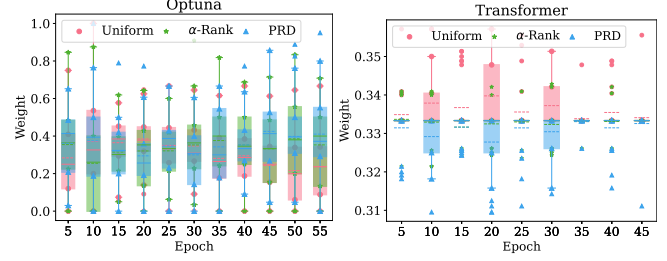 Optuna
Uniform α-Rank PRD
1.0
0.8
0.6
0.4
0.2
0.0
Weight
5 10 15 20 25 30 35 40 45 50 55
Epoch
Transformer
Uniform α-Rank PRD
0.35
0.34
0.33
0.32
0.31
Weight
5 10 15 20 25 30 35 40 45
Epoch